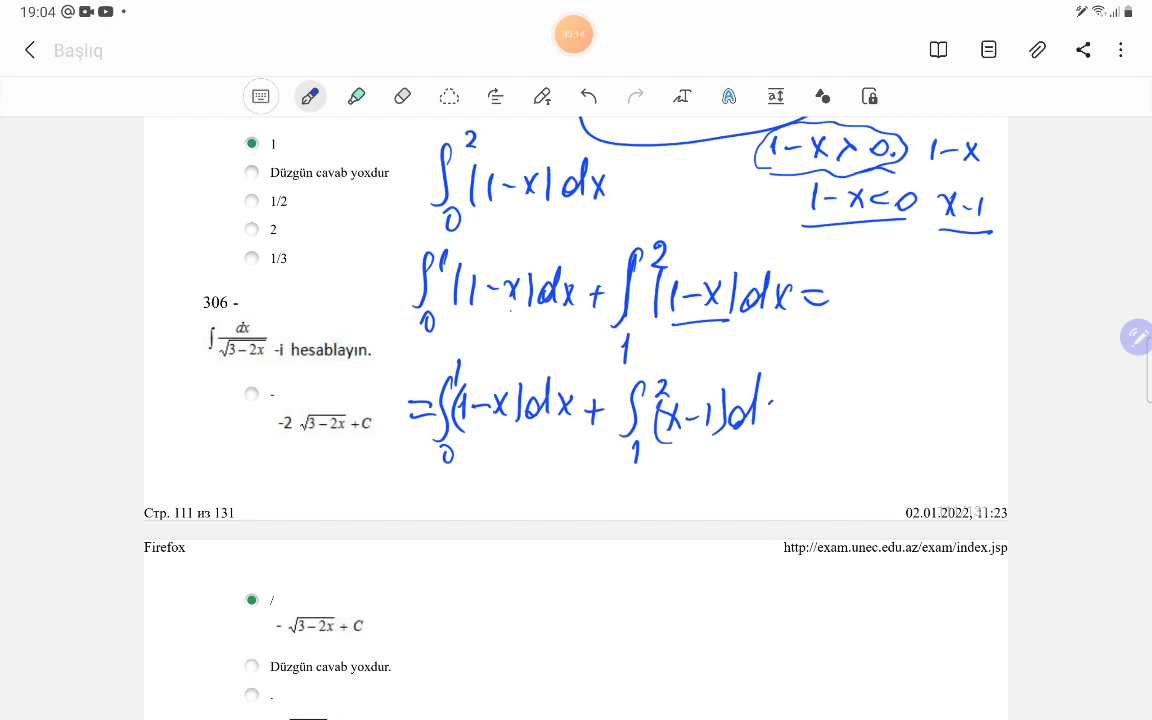 19:04
33:14
Başlıq
1
Düzgün cavab yoxdur
1/2
2
1/3
∫₀² |1-x| dx
1-x > 0. 1-x
1-x < 0 x-1
∫₀¹ |1-x| dx + ∫₁² |1-x| dx =
= ∫₀¹ (1-x) dx + ∫₁² (x-1) d
306 -
∫ dx/√(3-2x) -i hesablayın.
-
-2 √(3-2x) + C
Стр. 111 из 131
02.01.2022, 11:23
Firefox
http://exam.unec.edu.az/exam/index.jsp
/
- √(3-2x) + C
Düzgün cavab yoxdur.
.